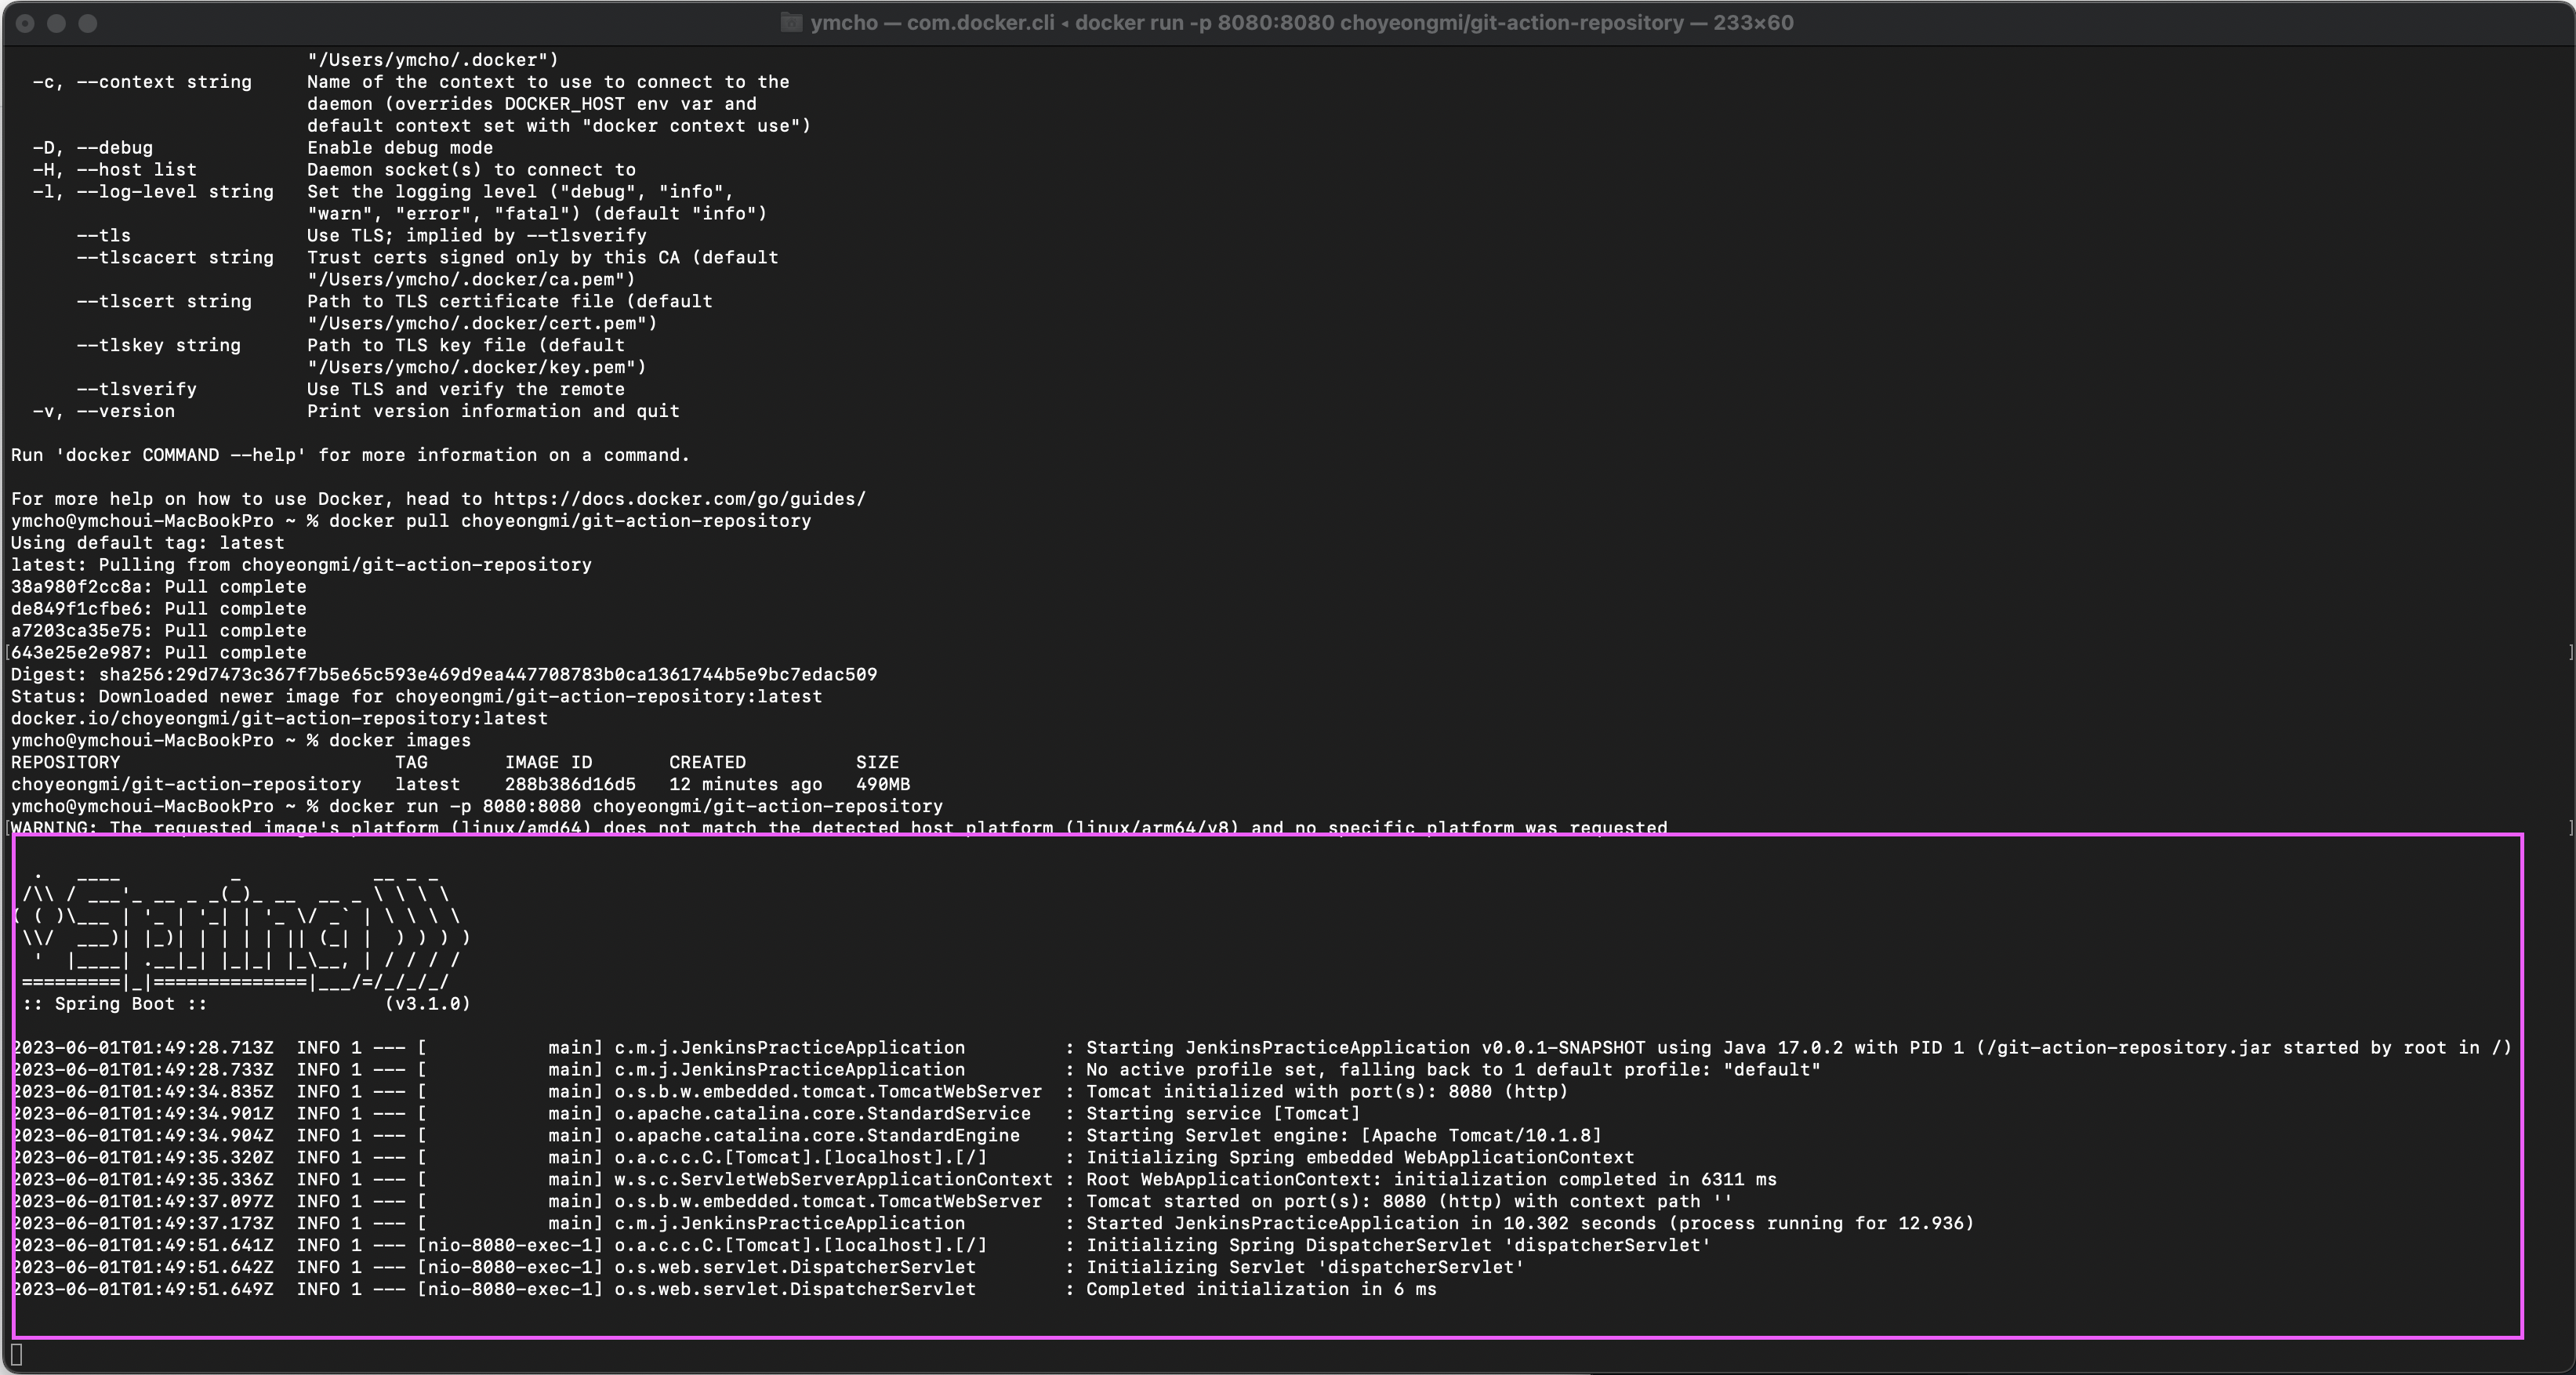 ymcho — com.docker.cli ◂ docker run -p 8080:8080 choyeongmi/git-action-repository — 233×60
                           "/Users/ymcho/.docker")
  -c, --context string     Name of the context to use to connect to the
                           daemon (overrides DOCKER_HOST env var and
                           default context set with "docker context use")
  -D, --debug              Enable debug mode
  -H, --host list          Daemon socket(s) to connect to
  -l, --log-level string   Set the logging level ("debug", "info",
                           "warn", "error", "fatal") (default "info")
      --tls                Use TLS; implied by --tlsverify
      --tlscacert string   Trust certs signed only by this CA (default
                           "/Users/ymcho/.docker/ca.pem")
      --tlscert string     Path to TLS certificate file (default
                           "/Users/ymcho/.docker/cert.pem")
      --tlskey string      Path to TLS key file (default
                           "/Users/ymcho/.docker/key.pem")
      --tlsverify          Use TLS and verify the remote
  -v, --version            Print version information and quit

Run 'docker COMMAND --help' for more information on a command.

For more help on how to use Docker, head to https://docs.docker.com/go/guides/
ymcho@ymchoui-MacBookPro ~ % docker pull choyeongmi/git-action-repository
Using default tag: latest
latest: Pulling from choyeongmi/git-action-repository
38a980f2cc8a: Pull complete
de849f1cfbe6: Pull complete
a7203ca35e75: Pull complete
643e25e2e987: Pull complete
Digest: sha256:29d7473c367f7b5e65c593e469d9ea447708783b0ca1361744b5e9bc7edac509
Status: Downloaded newer image for choyeongmi/git-action-repository:latest
docker.io/choyeongmi/git-action-repository:latest
ymcho@ymchoui-MacBookPro ~ % docker images
REPOSITORY                         TAG       IMAGE ID       CREATED          SIZE
choyeongmi/git-action-repository   latest    288b386d16d5   12 minutes ago   490MB
ymcho@ymchoui-MacBookPro ~ % docker run -p 8080:8080 choyeongmi/git-action-repository
WARNING: The requested image's platform (linux/amd64) does not match the detected host platform (linux/arm64/v8) and no specific platform was requested

  .   ____          _            __ _ _
 /\\ / ___'_ __ _ _(_)_ __  __ _ \ \ \ \
( ( )\___ | '_ | '_| | '_ \/ _` | \ \ \ \
 \\/  ___)| |_)| | | | | || (_| |  ) ) ) )
  '  |____| .__|_| |_|_| |_\__, | / / / /
 =========|_|==============|___/=/_/_/_/
 :: Spring Boot ::                (v3.1.0)

2023-06-01T01:49:28.713Z  INFO 1 --- [           main] c.m.j.JenkinsPracticeApplication         : Starting JenkinsPracticeApplication v0.0.1-SNAPSHOT using Java 17.0.2 with PID 1 (/git-action-repository.jar started by root in /)
2023-06-01T01:49:28.733Z  INFO 1 --- [           main] c.m.j.JenkinsPracticeApplication         : No active profile set, falling back to 1 default profile: "default"
2023-06-01T01:49:34.835Z  INFO 1 --- [           main] o.s.b.w.embedded.tomcat.TomcatWebServer  : Tomcat initialized with port(s): 8080 (http)
2023-06-01T01:49:34.901Z  INFO 1 --- [           main] o.apache.catalina.core.StandardService   : Starting service [Tomcat]
2023-06-01T01:49:34.904Z  INFO 1 --- [           main] o.apache.catalina.core.StandardEngine    : Starting Servlet engine: [Apache Tomcat/10.1.8]
2023-06-01T01:49:35.320Z  INFO 1 --- [           main] o.a.c.c.C.[Tomcat].[localhost].[/]       : Initializing Spring embedded WebApplicationContext
2023-06-01T01:49:35.336Z  INFO 1 --- [           main] w.s.c.ServletWebServerApplicationContext : Root WebApplicationContext: initialization completed in 6311 ms
2023-06-01T01:49:37.097Z  INFO 1 --- [           main] o.s.b.w.embedded.tomcat.TomcatWebServer  : Tomcat started on port(s): 8080 (http) with context path ''
2023-06-01T01:49:37.173Z  INFO 1 --- [           main] c.m.j.JenkinsPracticeApplication         : Started JenkinsPracticeApplication in 10.302 seconds (process running for 12.936)
2023-06-01T01:49:51.641Z  INFO 1 --- [nio-8080-exec-1] o.a.c.c.C.[Tomcat].[localhost].[/]       : Initializing Spring DispatcherServlet 'dispatcherServlet'
2023-06-01T01:49:51.642Z  INFO 1 --- [nio-8080-exec-1] o.s.web.servlet.DispatcherServlet        : Initializing Servlet 'dispatcherServlet'
2023-06-01T01:49:51.649Z  INFO 1 --- [nio-8080-exec-1] o.s.web.servlet.DispatcherServlet        : Completed initialization in 6 ms